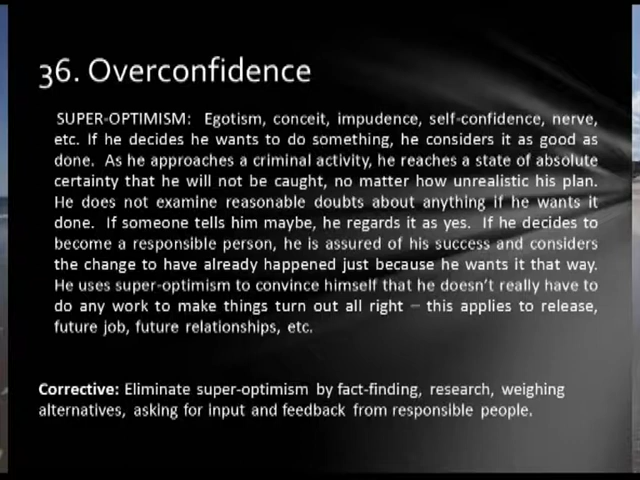 36. Overconfidence
SUPER-OPTIMISM: Egotism, conceit, impudence, self-confidence, nerve,
etc. If he decides he wants to do something, he considers it as good as
done. As he approaches a criminal activity, he reaches a state of absolute
certainty that he will not be caught, no matter how unrealistic his plan.
He does not examine reasonable doubts about anything if he wants it
done. If someone tells him maybe, he regards it as yes. If he decides to
become a responsible person, he is assured of his success and considers
the change to have already happened just because he wants it that way.
He uses super-optimism to convince himself that he doesn't really have to
do any work to make things turn out all right – this applies to release,
future job, future relationships, etc.
Corrective: Eliminate super-optimism by fact-finding, research, weighing
alternatives, asking for input and feedback from responsible people.